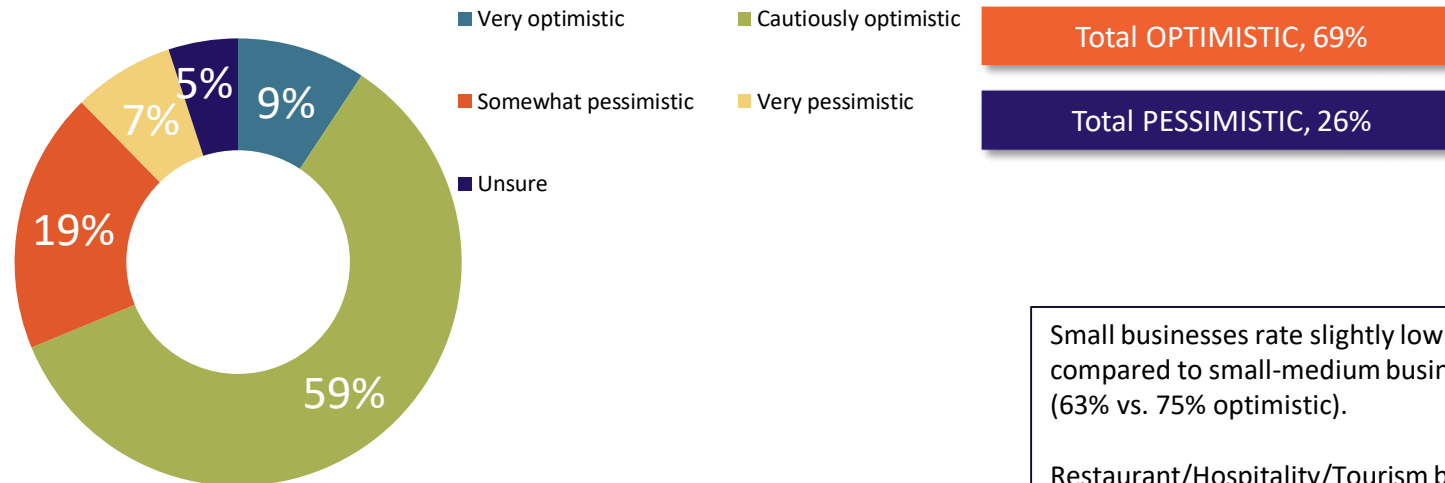 Very optimistic
Cautiously optimistic
Somewhat pessimistic
Very pessimistic
Unsure
5%
9%
7%
19%
59%
Total OPTIMISTIC, 69%
Total PESSIMISTIC, 26%
Small businesses rate slightly low
compared to small-medium busin
(63% vs. 75% optimistic).
Restaurant/Hospitality/Tourism b